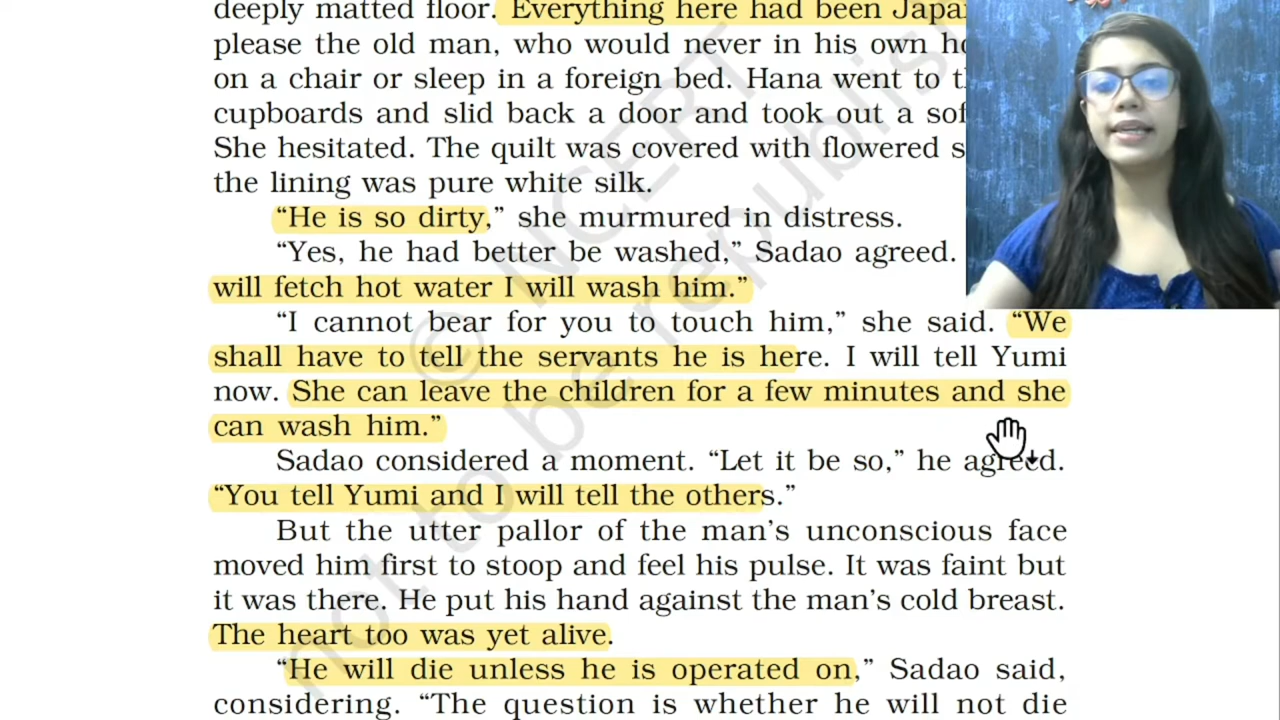 deeply matted floor. Everything here had been Japa
please the old man, who would never in his own h
on a chair or sleep in a foreign bed. Hana went to t
cupboards and slid back a door and took out a so
She hesitated. The quilt was covered with flowered s
the lining was pure white silk.
“He is so dirty,” she murmured in distress.
“Yes, he had better be washed,” Sadao agreed.
will fetch hot water I will wash him.”
“I cannot bear for you to touch him,” she said. “We
shall have to tell the servants he is here. I will tell Yumi
now. She can leave the children for a few minutes and she
can wash him.”
Sadao considered a moment. “Let it be so,” he agreed.
“You tell Yumi and I will tell the others.”
But the utter pallor of the man’s unconscious face
moved him first to stoop and feel his pulse. It was faint but
it was there. He put his hand against the man’s cold breast.
The heart too was yet alive.
“He will die unless he is operated on,” Sadao said,
considering. “The question is whether he will not die
© NCERT
not to be republish